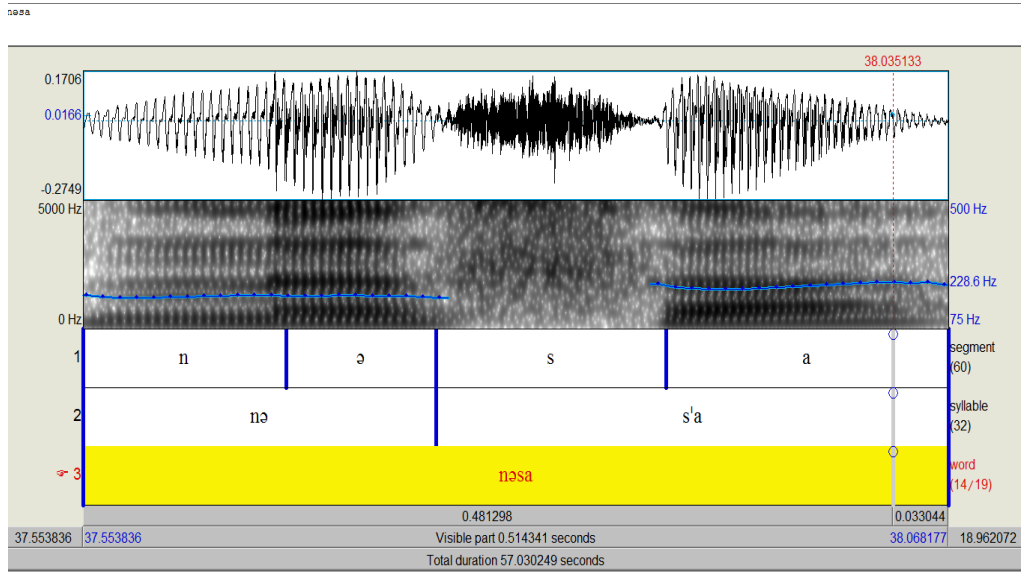 nəsa
38.035133
0.1706
0.0166
-0.2749
5000 Hz 500 Hz
228.6 Hz
0 Hz 75 Hz
1 n ə s a segment
(60)
2 nə sˈa syllable
(32)
3 nəsa word
(14/19)
0.481298 0.033044
37.553836 37.553836 Visible part 0.514341 seconds 38.068177 18.962072
Total duration 57.030249 seconds